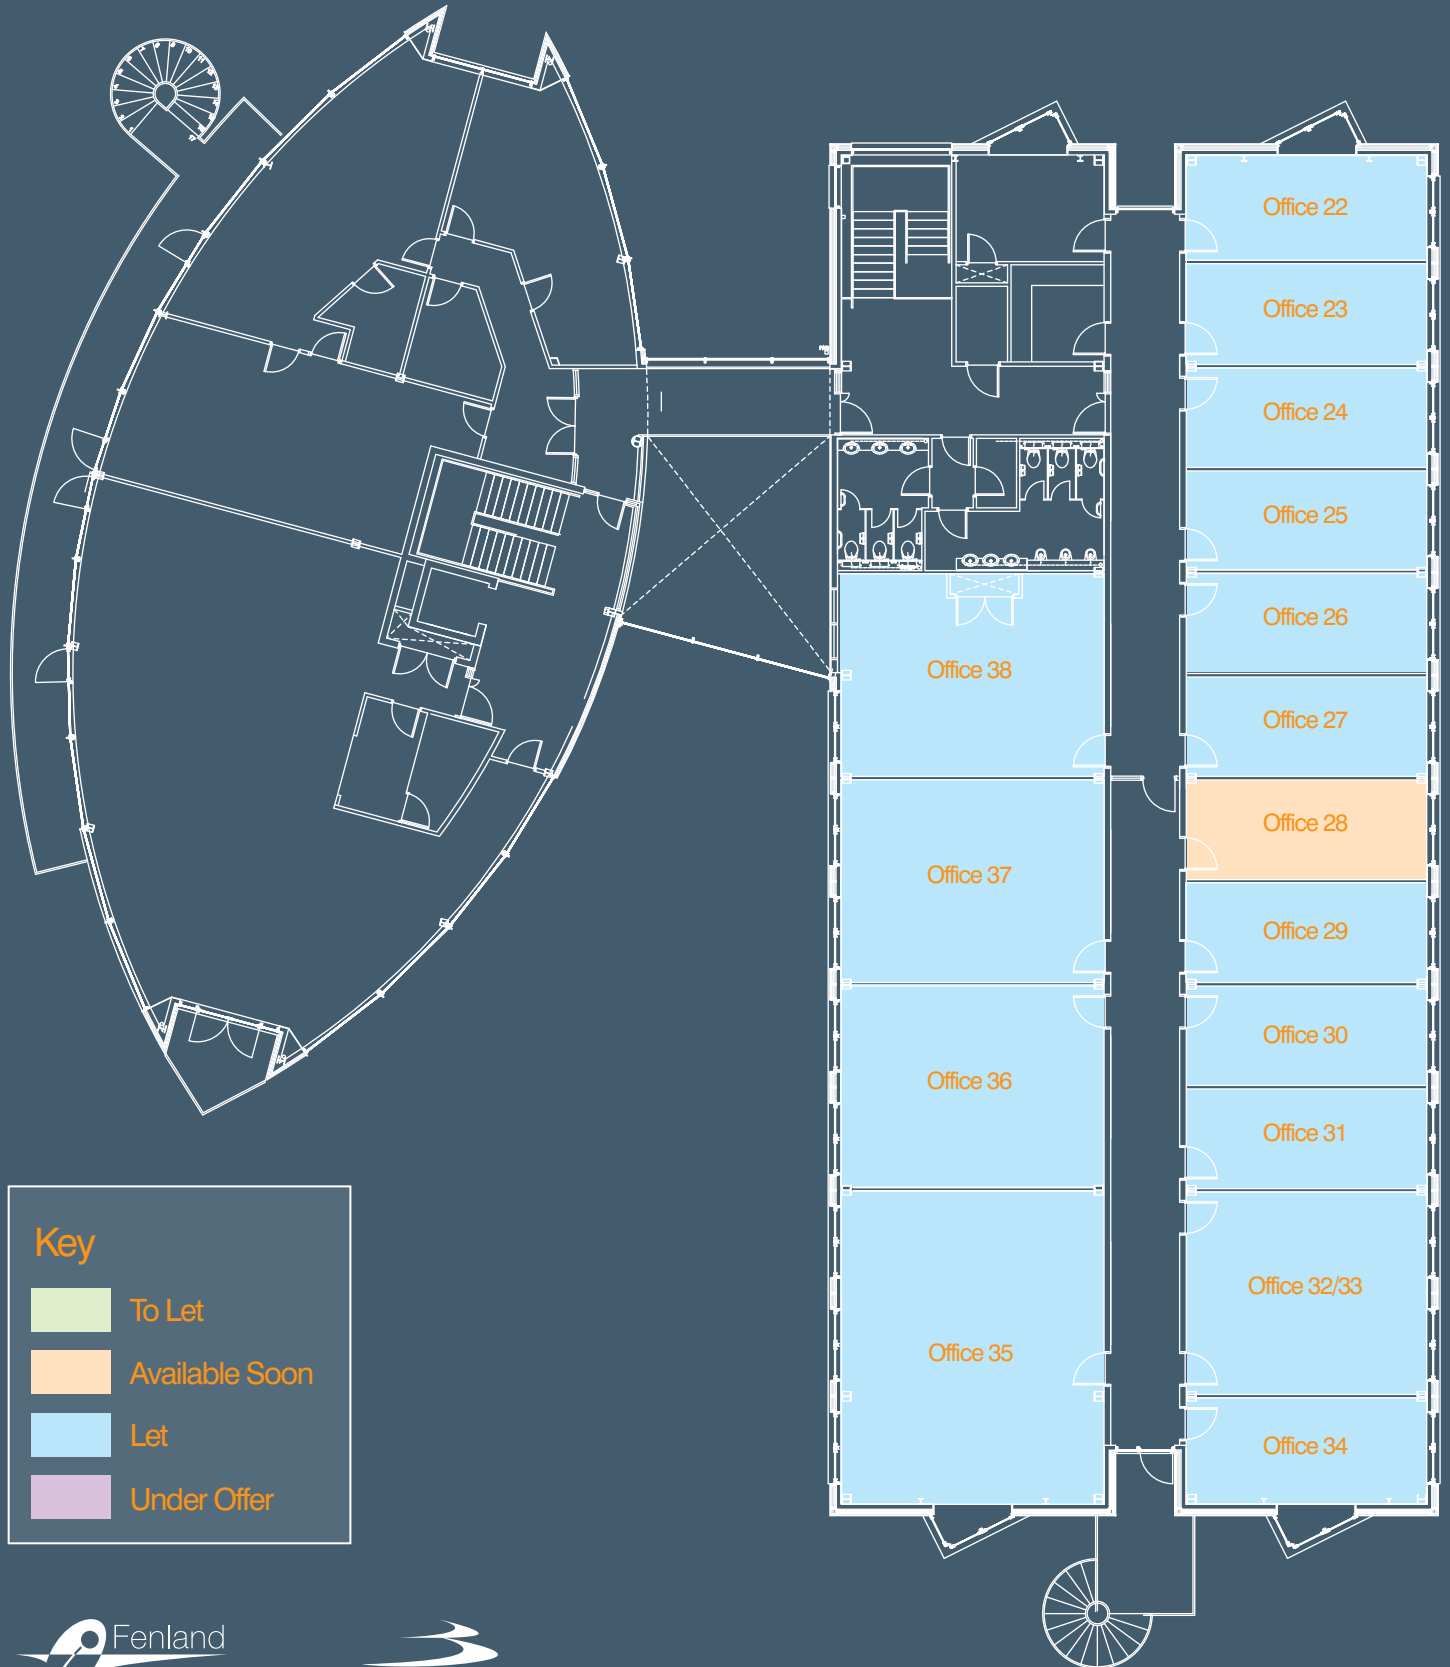 Office 22
Office 23
Office 24
Office 25
Office 26
Office 38
Office 27
Office 28
Office 37
Office 29
Office 30
Office 36
Office 31
Office 32/33
Office 35
Office 34
Key
To Let
Available Soon
Let
Under Offer
Fenland